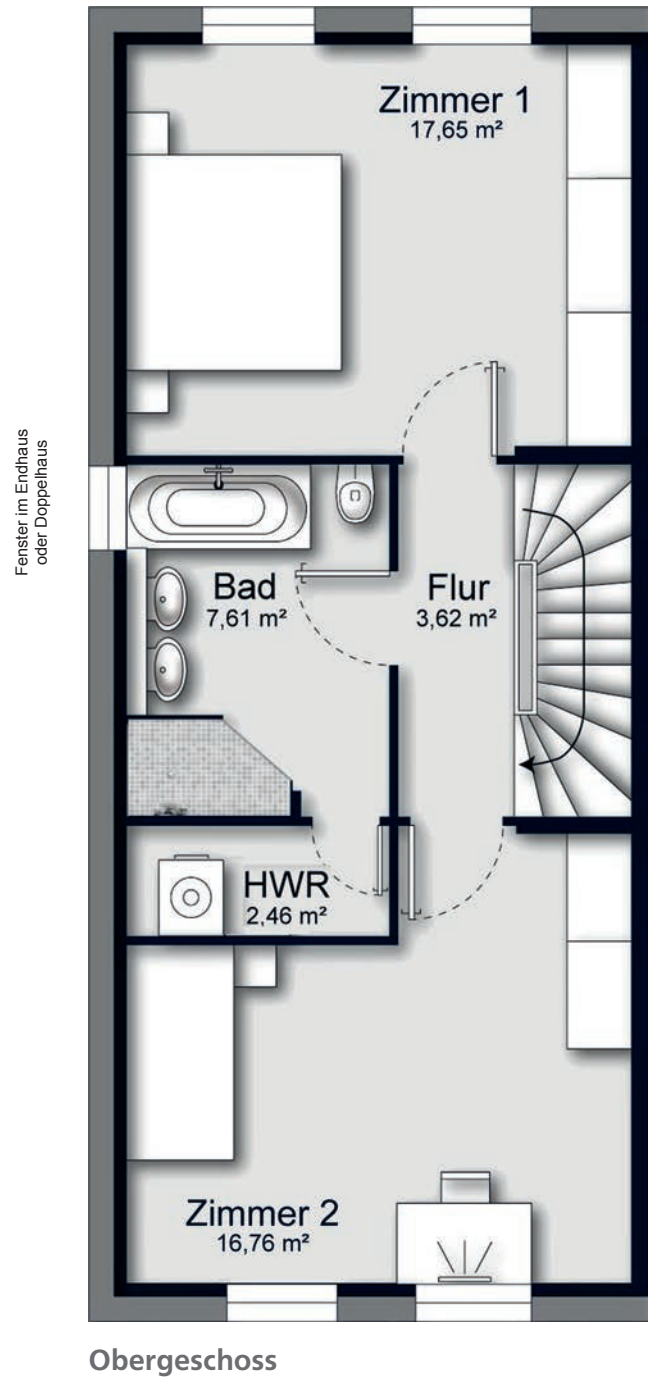 Zimmer 1
17,65 m²
Fenster im Endhaus
oder Doppelhaus
Bad
7,61 m²
Flur
3,62 m²
HWR
2,46 m²
Zimmer 2
16,76 m²
Obergeschoss